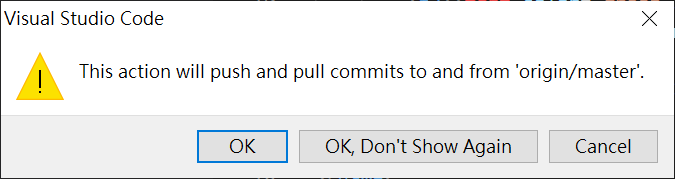 Visual Studio Code
This action will push and pull commits to and from 'origin/master'.
OK
OK, Don't Show Again
Cancel